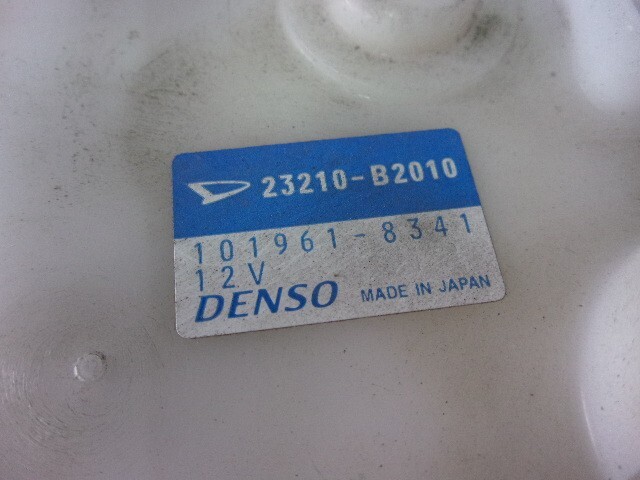 23210-B2010
101961-8341
12V
DENSO MADE IN JAPAN